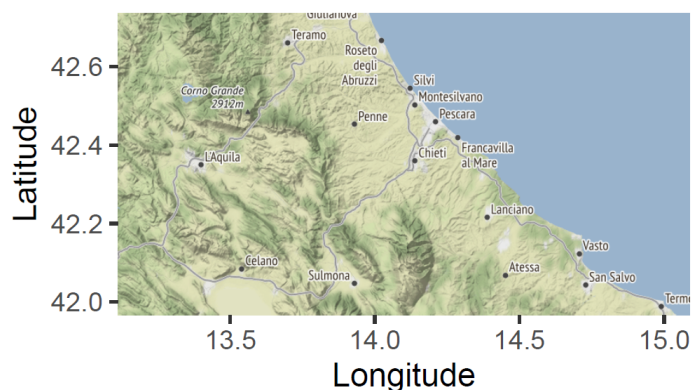 Giulianova
Teramo
Roseto
degli
Abruzzi
Silvi
Montesilvano
Pescara
Corno Grande
2912m
Penne
Francavilla
al Mare
Chieti
L'Aquila
Lanciano
Vasto
Celano
Sulmona
Atessa
San Salvo
Termo
42.6
42.4
42.2
42.0
Latitude
13.5
14.0
14.5
15.0
Longitude